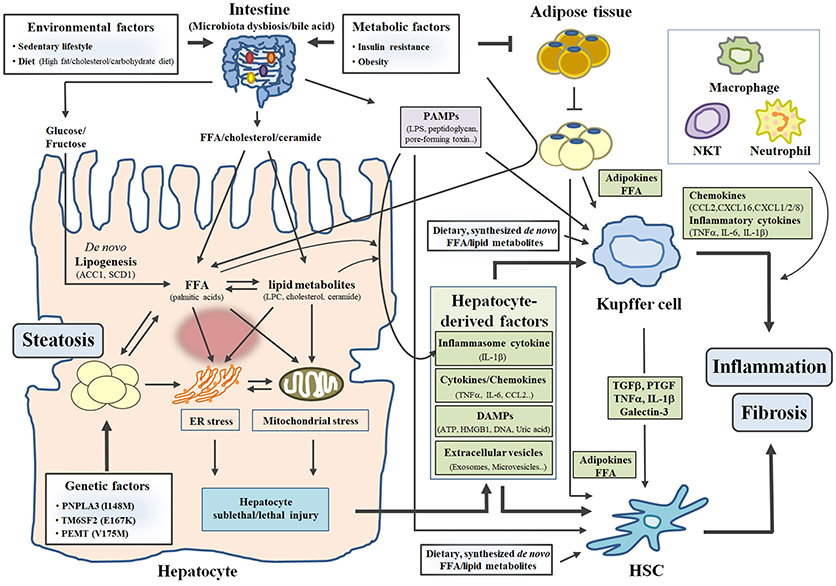 Environmental factors
• Sedentary lifestyle
• Diet (High fat/cholesterol/carbohydrate diet)
Intestine
(Microbiota dysbiosis/bile acid)
Metabolic factors
• Insulin resistance
• Obesity
Adipose tissue
Macrophage
NKT
Neutrophil
Glucose/
Fructose
FFA/cholesterol/ceramide
PAMPs
(LPS, peptidoglycan,
pore-forming toxin..)
Adipokines
FFA
Chemokines
(CCL2,CXCL16,CXCL1/2/8)
Inflammatory cytokines
(TNFα, IL-6, IL-1β)
Dietary, synthesized de novo
FFA/lipid metabolites
De novo
Lipogenesis
(ACC1, SCD1)
FFA
(palmitic acids)
lipid metabolites
(LPC, cholesterol, ceramide)
Kupffer cell
Steatosis
Hepatocyte-
derived factors
Inflammasome cytokine
(IL-1β)
Cytokines/Chemokines
(TNFα, IL-6, CCL2..)
DAMPs
(ATP, HMGB1, DNA, Uric acid)
Extracellular vesicles
(Exosomes, Microvesicles..)
Inflammation
Fibrosis
TGFβ, PTGF
TNFα, IL-1β
Galectin-3
ER stress
Mitochondrial stress
Adipokines
FFA
Genetic factors
• PNPLA3 (I148M)
• TM6SF2 (E167K)
• PEMT (V175M)
Hepatocyte
sublethal/lethal injury
Dietary, synthesized de novo
FFA/lipid metabolites
Hepatocyte
HSC